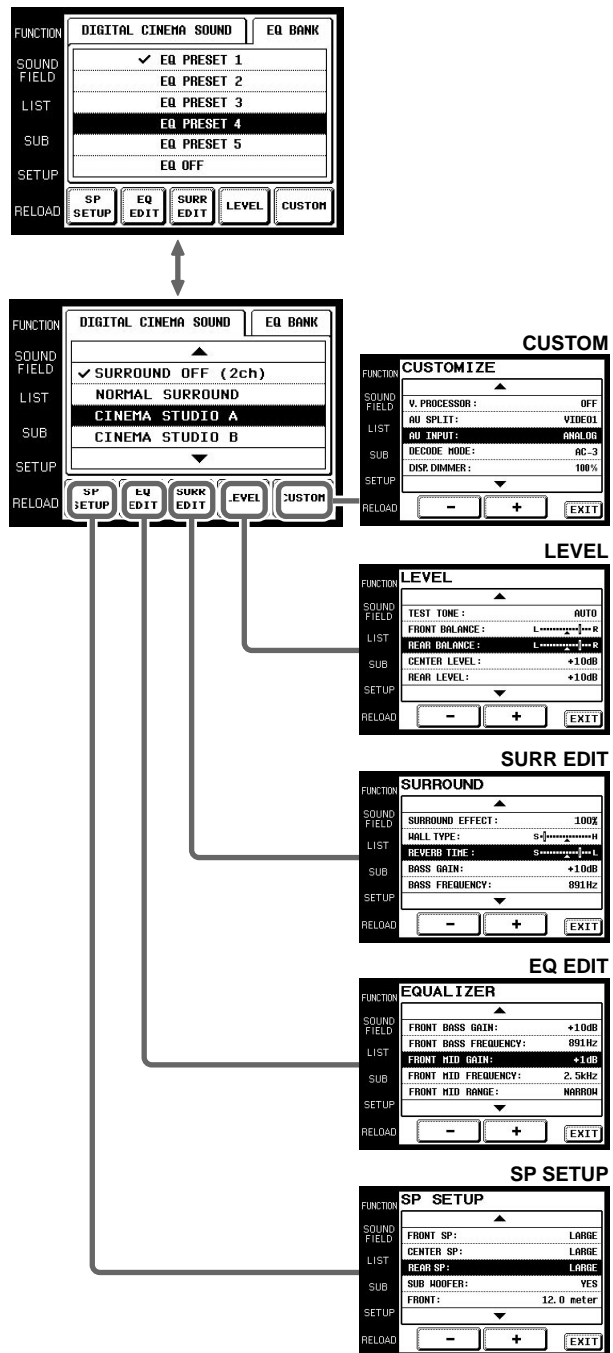 FUNCTION
SOUND FIELD
LIST
SUB
SETUP
RELOAD
DIGITAL CINEMA SOUND
EQ BANK
✓ EQ PRESET 1
EQ PRESET 2
EQ PRESET 3
EQ PRESET 4
EQ PRESET 5
EQ OFF
SP SETUP
EQ EDIT
SURR EDIT
LEVEL
CUSTOM
FUNCTION
SOUND FIELD
LIST
SUB
SETUP
RELOAD
DIGITAL CINEMA SOUND
EQ BANK
✓ SURROUND OFF (2ch)
NORMAL SURROUND
CINEMA STUDIO A
CINEMA STUDIO B
SP SETUP
EQ EDIT
SURR EDIT
LEVEL
CUSTOM
CUSTOM
FUNCTION
SOUND FIELD
LIST
SUB
SETUP
RELOAD
CUSTOMIZE
V. PROCESSOR: OFF
AU SPLIT: VIDEO1
AU INPUT: ANALOG
DECODE MODE: AC-3
DISP. DIMMER: 100%
- + EXIT
LEVEL
FUNCTION
SOUND FIELD
LIST
SUB
SETUP
RELOAD
LEVEL
TEST TONE: AUTO
FRONT BALANCE: L R
REAR BALANCE: L R
CENTER LEVEL: +10dB
REAR LEVEL: +10dB
- + EXIT
SURR EDIT
FUNCTION
SOUND FIELD
LIST
SUB
SETUP
RELOAD
SURROUND
SURROUND EFFECT: 100%
WALL TYPE: S H
REVERB TIME: S L
BASS GAIN: +10dB
BASS FREQUENCY: 891Hz
- + EXIT
EQ EDIT
FUNCTION
SOUND FIELD
LIST
SUB
SETUP
RELOAD
EQUALIZER
FRONT BASS GAIN: +10dB
FRONT BASS FREQUENCY: 891Hz
FRONT MID GAIN: +1dB
FRONT MID FREQUENCY: 2.5kHz
FRONT MID RANGE: NARROW
- + EXIT
SP SETUP
FUNCTION
SOUND FIELD
LIST
SUB
SETUP
RELOAD
SP SETUP
FRONT SP: LARGE
CENTER SP: LARGE
REAR SP: LARGE
SUB WOOFER: YES
FRONT: 12.0 meter
- + EXIT